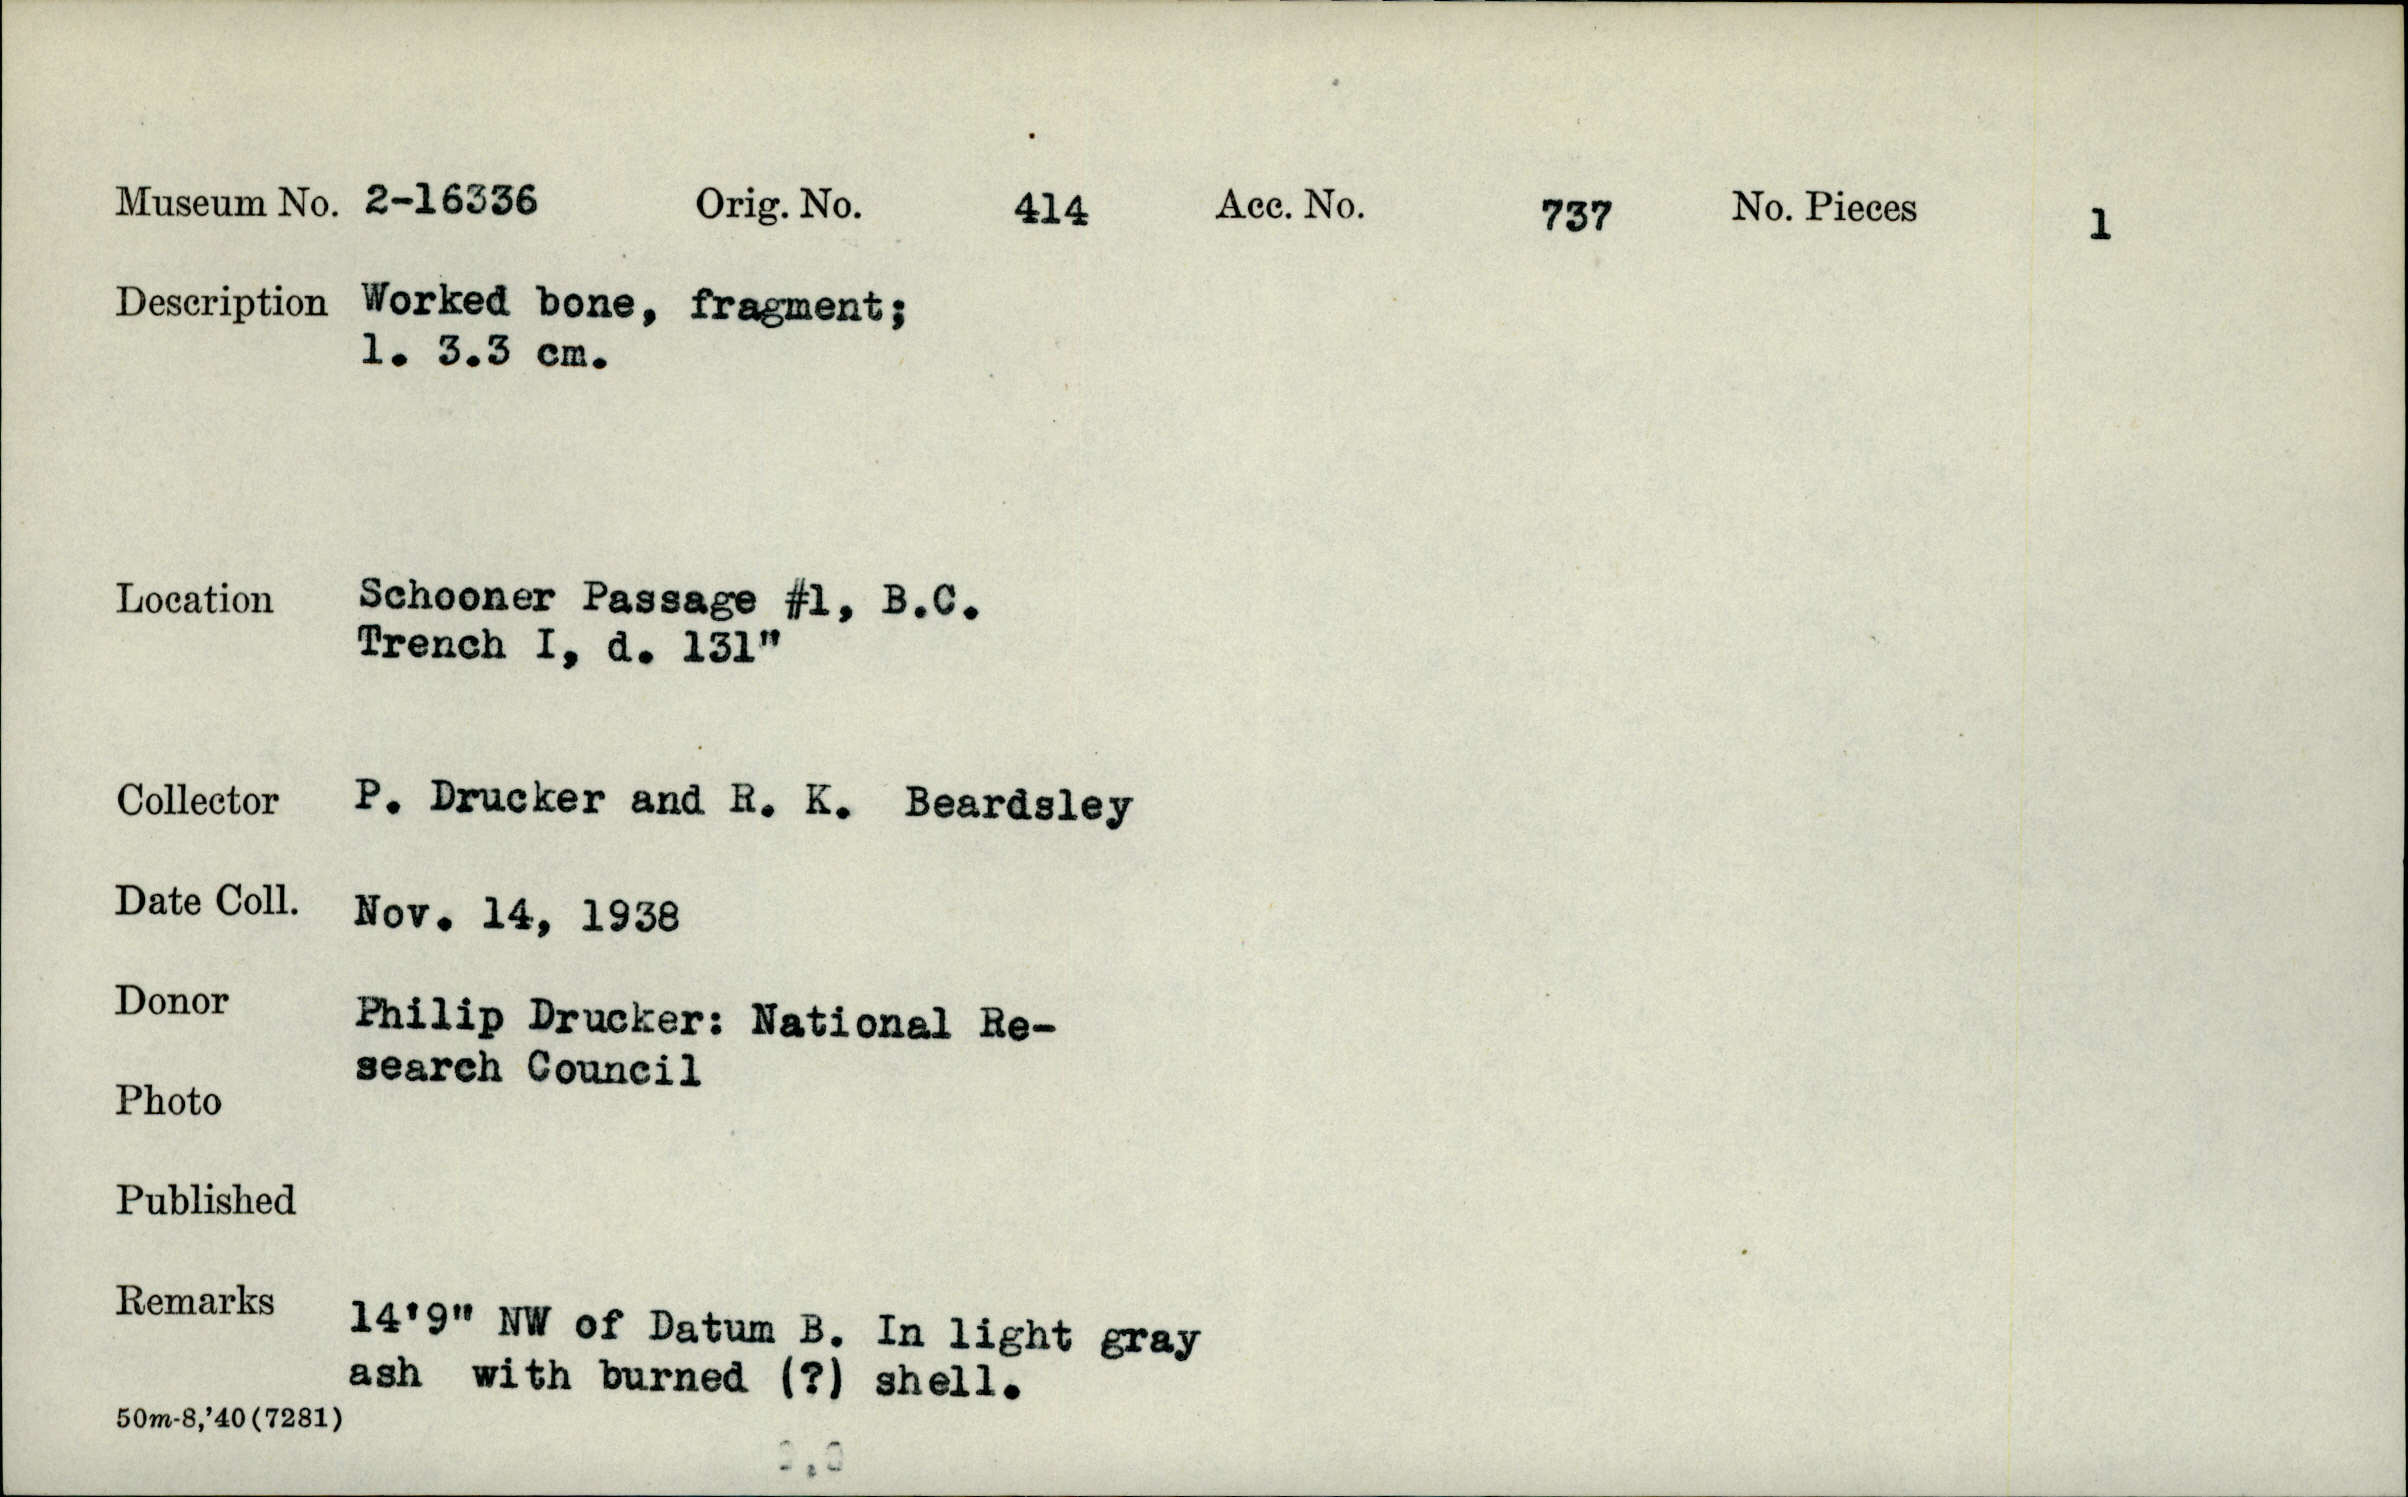 Museum No. 2-16336 Orig. No. 414 Acc. No. 737 No. Pieces 1
Description Worked bone, fragment;
l. 3.3 cm.
Location Schooner Passage #1, B.C.
Trench I, d. 131"
Collector P. Drucker and R. K. Beardsley
Date Coll. Nov. 14, 1938
Donor Philip Drucker: National Re-
search Council
Photo
Published
Remarks 14'9" NW of Datum B. In light gray
ash with burned (?) shell.
50m-8,'40(7281)